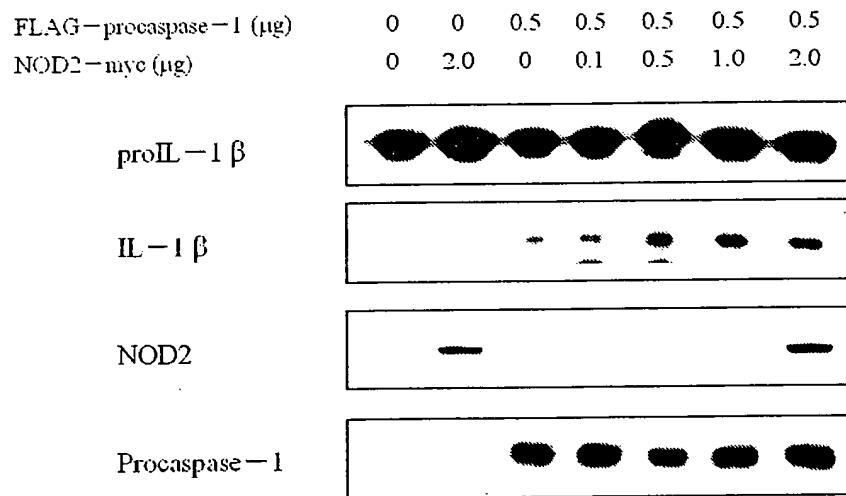 FLAG—procaspase—1 (µg) 0 0 0.5 0.5 0.5 0.5 0.5
NOD2—myc (µg) 0 2.0 0 0.1 0.5 1.0 2.0
proIL—1 β
IL—1 β
NOD2
Procaspase—1